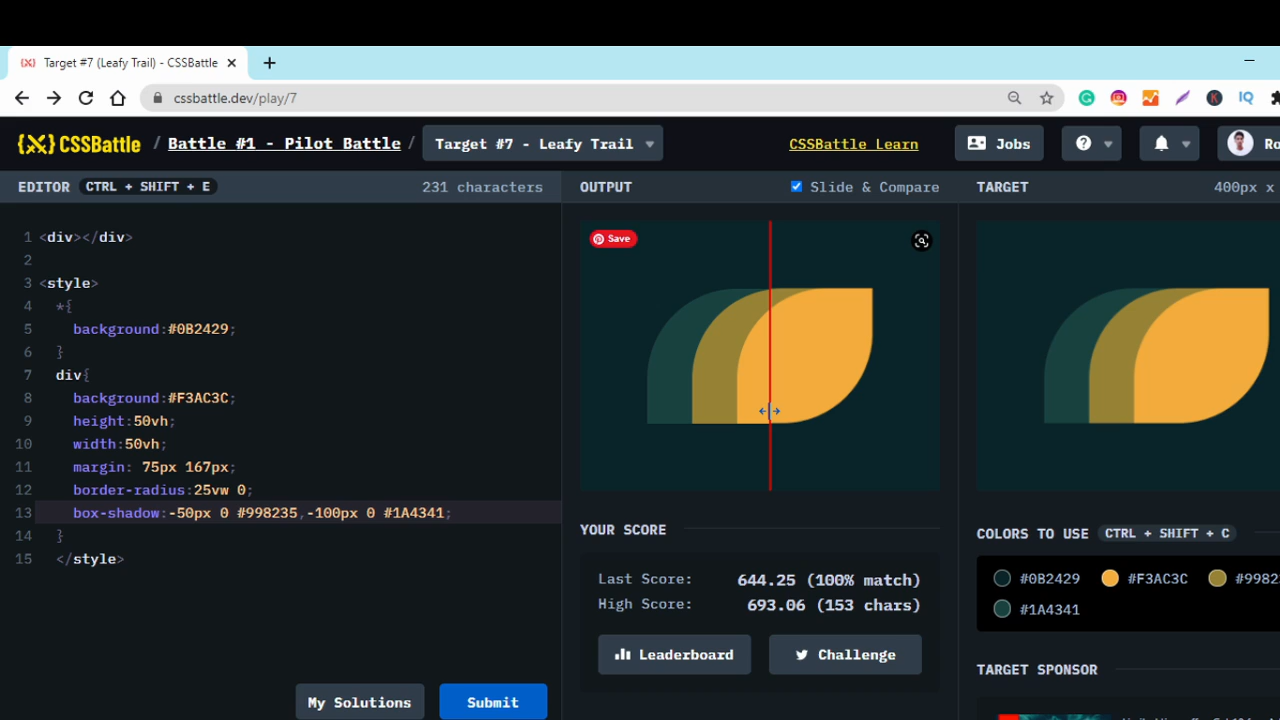 Target #7 (Leafy Trail) - CSSBattle
cssbattle.dev/play/7
IQ
{X} CSSBattle / Battle #1 - Pilot Battle / Target #7 - Leafy Trail
CSSBattle Learn
Jobs
Ro
EDITOR CTRL + SHIFT + E 231 characters
OUTPUT Slide & Compare
TARGET 400px x
1 <div></div>
2
3 <style>
4 *{
5 background:#0B2429;
6 }
7 div{
8 background:#F3AC3C;
9 height:50vh;
10 width:50vh;
11 margin: 75px 167px;
12 border-radius:25vw 0;
13 box-shadow:-50px 0 #998235,-100px 0 #1A4341;
14 }
15 </style>
Save
YOUR SCORE
Last Score: 644.25 (100% match)
High Score: 693.06 (153 chars)
Leaderboard Challenge
COLORS TO USE CTRL + SHIFT + C
#0B2429 #F3AC3C #9982
#1A4341
TARGET SPONSOR
My Solutions Submit